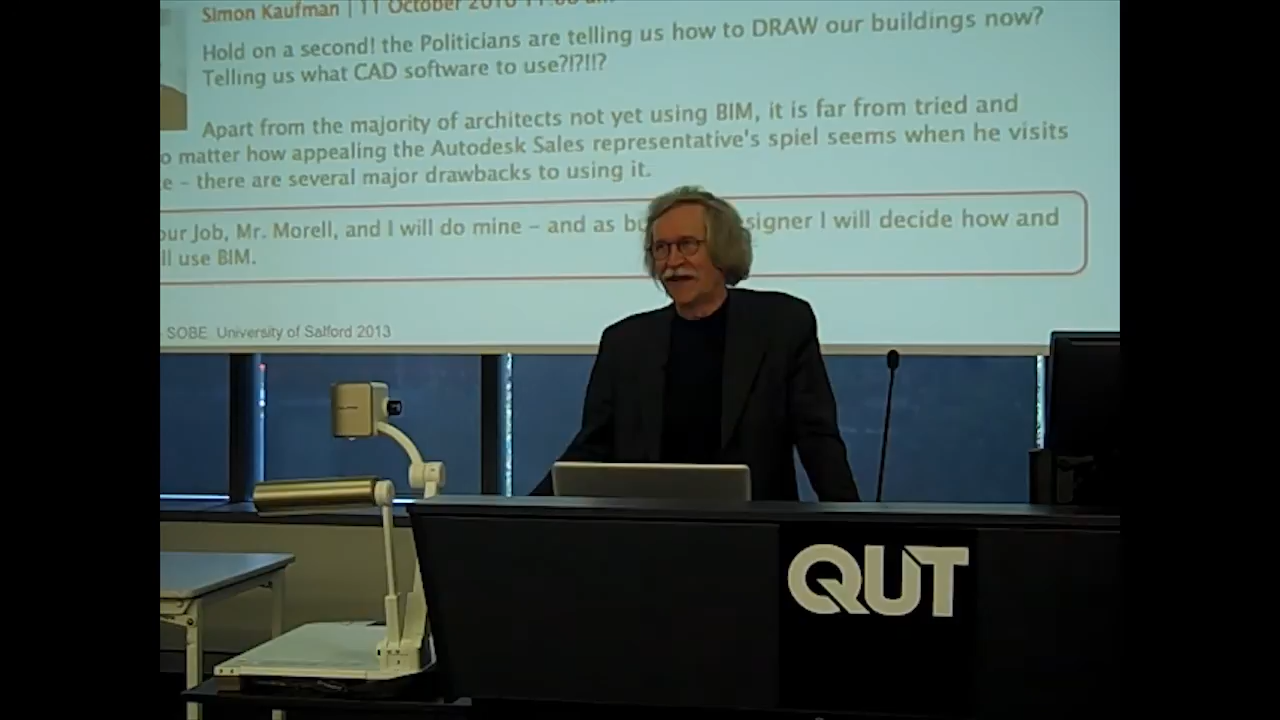 Simon Kaufman | 11 October 2010
Hold on a second! the Politicians are telling us how to DRAW our buildings now?
Telling us what CAD software to use?!?!!?
Apart from the majority of architects not yet using BIM, it is far from tried and
o matter how appealing the Autodesk Sales representative's spiel seems when he visits
e – there are several major drawbacks to using it.
our Job, Mr. Morell, and I will do mine – and as signer I will decide how and
ll use BIM.
SOBE University of Salford 2013
QUT